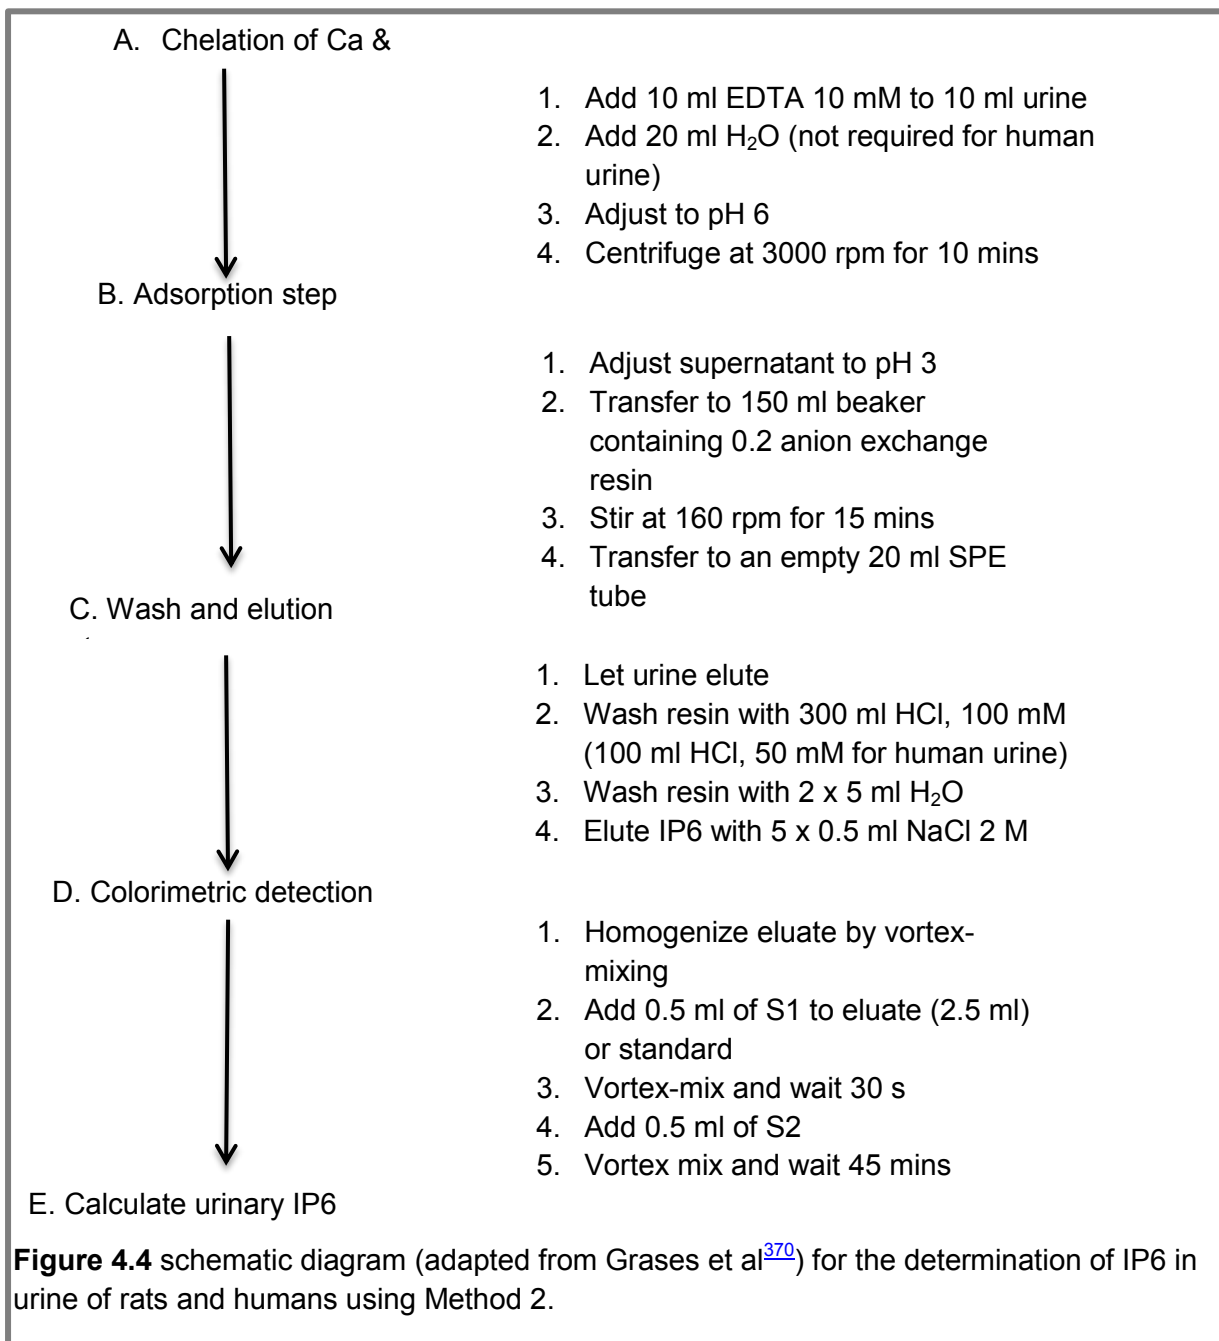 A. Chelation of Ca &
1. Add 10 ml EDTA 10 mM to 10 ml urine
2. Add 20 ml H₂O (not required for human
urine)
3. Adjust to pH 6
4. Centrifuge at 3000 rpm for 10 mins
B. Adsorption step
1. Adjust supernatant to pH 3
2. Transfer to 150 ml beaker
containing 0.2 anion exchange
resin
3. Stir at 160 rpm for 15 mins
4. Transfer to an empty 20 ml SPE
tube
C. Wash and elution
1. Let urine elute
2. Wash resin with 300 ml HCl, 100 mM
(100 ml HCl, 50 mM for human urine)
3. Wash resin with 2 x 5 ml H₂O
4. Elute IP6 with 5 x 0.5 ml NaCl 2 M
D. Colorimetric detection
1. Homogenize eluate by vortex-
mixing
2. Add 0.5 ml of S1 to eluate (2.5 ml)
or standard
3. Vortex-mix and wait 30 s
4. Add 0.5 ml of S2
5. Vortex mix and wait 45 mins
E. Calculate urinary IP6
Figure 4.4 schematic diagram (adapted from Grases et al³⁷⁰) for the determination of IP6 in
urine of rats and humans using Method 2.